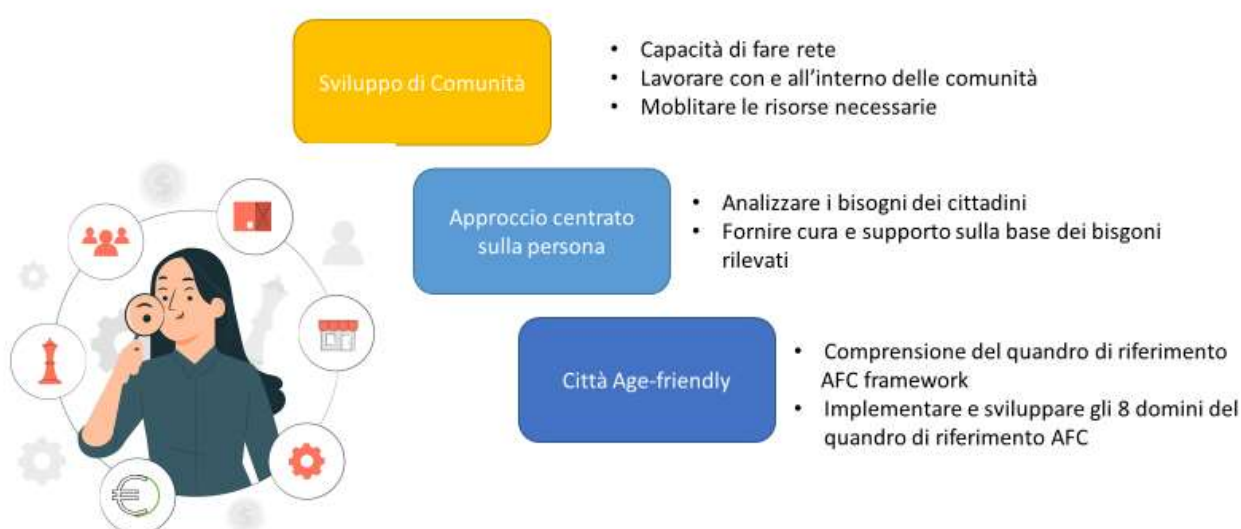 Sviluppo di Comunità
• Capacità di fare rete
• Lavorare con e all'interno delle comunità
• Moblitare le risorse necessarie
Approccio centrato
sulla persona
• Analizzare i bisogni dei cittadini
• Fornire cura e supporto sulla base dei bisgoni
rilevati
Città Age-friendly
• Comprensione del quandro di riferimento
AFC framework
• Implementare e sviluppare gli 8 domini del
quandro di riferimento AFC